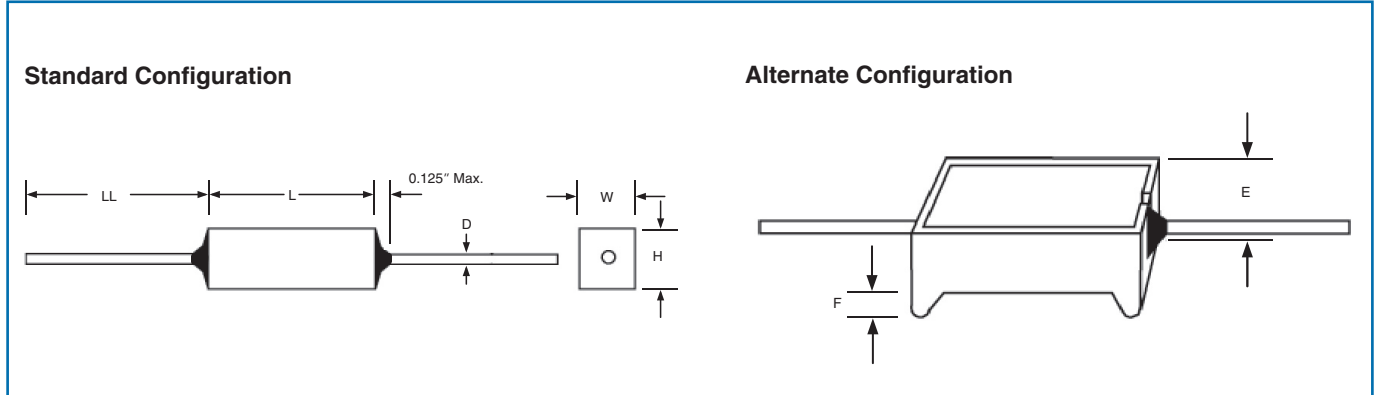 Standard Configuration
Alternate Configuration
LL
L
0.125″ Max.
D
W
H
E
F